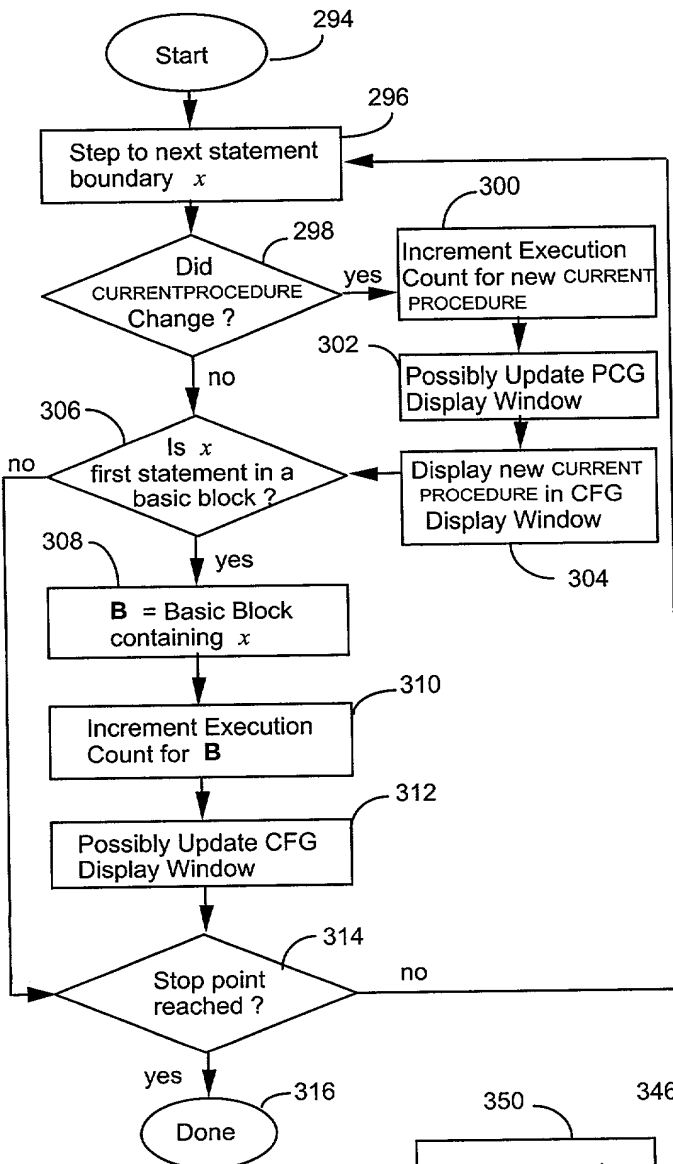 294
Start
296
Step to next statement
boundary x
298
Did
CURRENTPROCEDURE
Change ?
yes
no
300
Increment Execution
Count for new CURRENT
PROCEDURE
302
Possibly Update PCG
Display Window
Display new CURRENT
PROCEDURE in CFG
Display Window
304
306
Is x
first statement in a
basic block ?
no
yes
308
B = Basic Block
containing x
310
Increment Execution
Count for B
312
Possibly Update CFG
Display Window
314
Stop point
reached ?
no
yes
316
Done
350
346